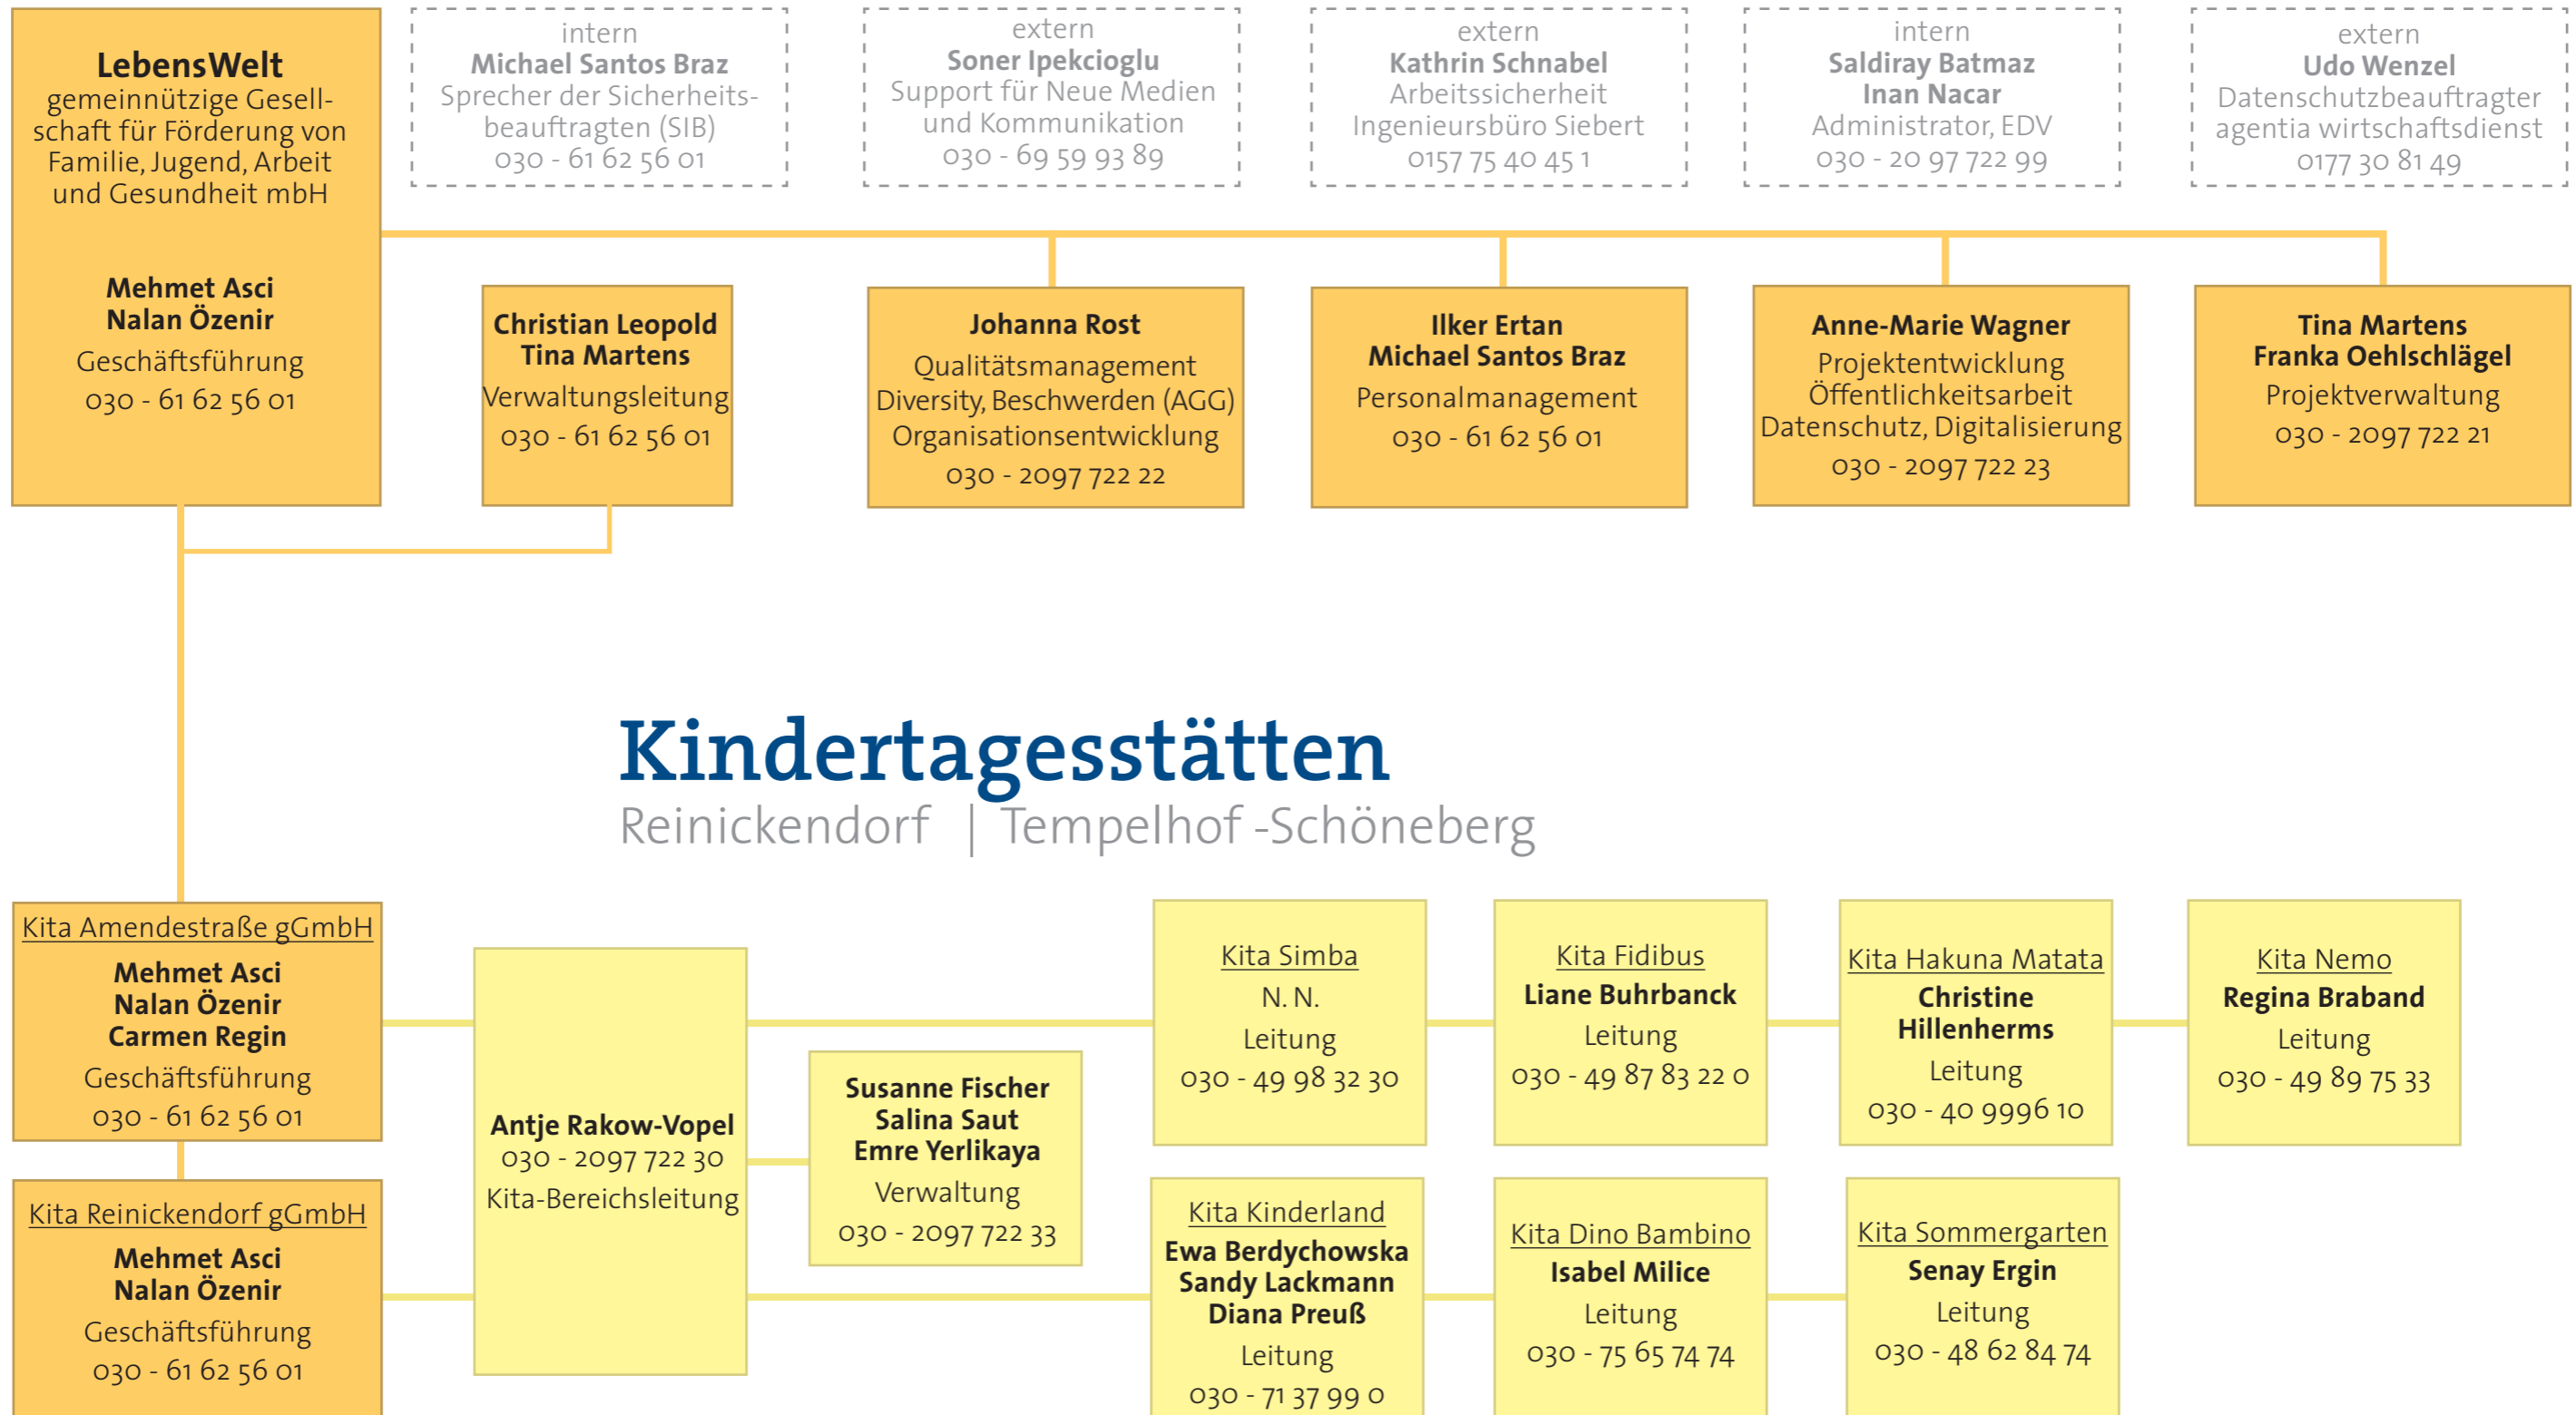 LebensWelt
gemeinnützige Gesell-
schaft für Förderung von
Familie, Jugend, Arbeit
und Gesundheit mbH
Mehmet Asci
Nalan Özenir
Geschäftsführung
030 - 61 62 56 01
intern
Michael Santos Braz
Sprecher der Sicherheits-
beauftragten (SIB)
030 - 61 62 56 01
extern
Soner Ipekcioglu
Support für Neue Medien
und Kommunikation
030 - 69 59 93 89
extern
Kathrin Schnabel
Arbeitssicherheit
Ingenieursbüro Siebert
0157 75 40 45 1
intern
Saldiray Batmaz
Inan Nacar
Administrator, EDV
030 - 20 97 722 99
extern
Udo Wenzel
Datenschutzbeauftragter
agentia wirtschaftsdienst
0177 30 81 49
Christian Leopold
Tina Martens
Verwaltungsleitung
030 - 61 62 56 01
Johanna Rost
Qualitätsmanagement
Diversity, Beschwerden (AGG)
Organisationsentwicklung
030 - 2097 722 22
Ilker Ertan
Michael Santos Braz
Personalmanagement
030 - 61 62 56 01
Anne-Marie Wagner
Projektentwicklung
Öffentlichkeitsarbeit
Datenschutz, Digitalisierung
030 - 2097 722 23
Tina Martens
Franka Oehlschlägel
Projektverwaltung
030 - 2097 722 21
Kindertagesstätten
Reinickendorf | Tempelhof -Schöneberg
Kita Amendestraße gGmbH
Mehmet Asci
Nalan Özenir
Carmen Regin
Geschäftsführung
030 - 61 62 56 01
Kita Reinickendorf gGmbH
Mehmet Asci
Nalan Özenir
Geschäftsführung
030 - 61 62 56 01
Antje Rakow-Vopel
030 - 2097 722 30
Kita-Bereichsleitung
Susanne Fischer
Salina Saut
Emre Yerlikaya
Verwaltung
030 - 2097 722 33
Kita Simba
N. N.
Leitung
030 - 49 98 32 30
Kita Fidibus
Liane Buhrbanck
Leitung
030 - 49 87 83 22 0
Kita Hakuna Matata
Christine
Hillenherms
Leitung
030 - 40 9996 10
Kita Nemo
Regina Braband
Leitung
030 - 49 89 75 33
Kita Kinderland
Ewa Berdychowska
Sandy Lackmann
Diana Preuß
Leitung
030 - 71 37 99 0
Kita Dino Bambino
Isabel Milice
Leitung
030 - 75 65 74 74
Kita Sommergarten
Senay Ergin
Leitung
030 - 48 62 84 74